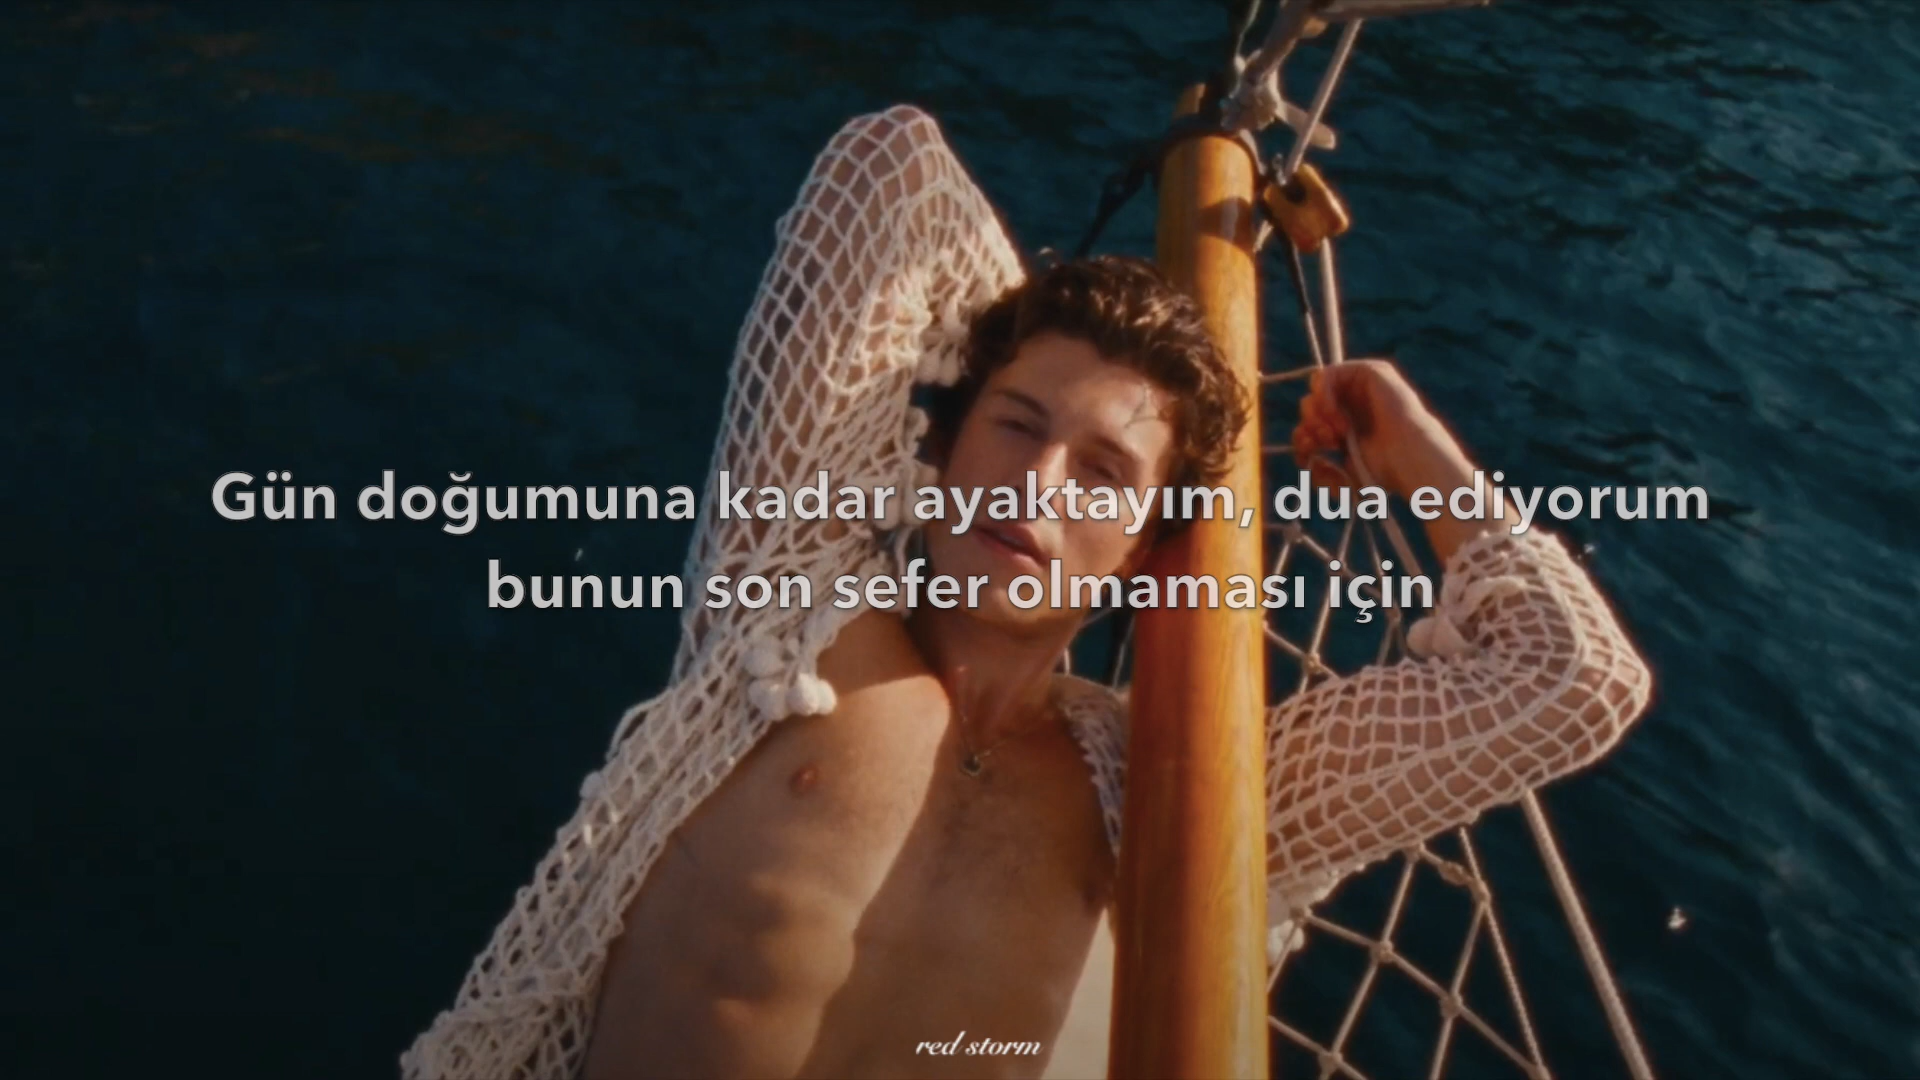 Gün doğumuna kadar ayaktayım, dua ediyorum
bunun son sefer olmaması için
red storm